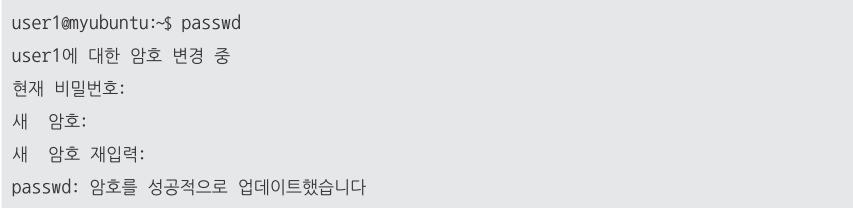 user1@myubuntu:~$ passwd
user1에 대한 암호 변경 중
현재 비밀번호:
새  암호:
새  암호 재입력:
passwd: 암호를 성공적으로 업데이트했습니다